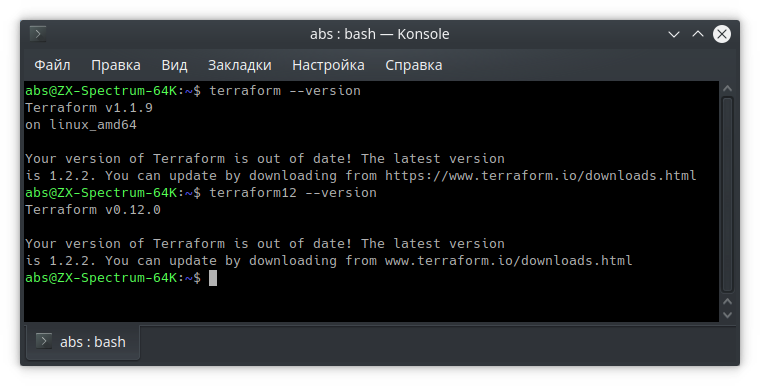 abs : bash — Konsole
Файл Правка Вид Закладки Настройка Справка
abs@ZX-Spectrum-64K:~$ terraform --version
Terraform v1.1.9
on linux_amd64
Your version of Terraform is out of date! The latest version
is 1.2.2. You can update by downloading from https://www.terraform.io/downloads.html
abs@ZX-Spectrum-64K:~$ terraform12 --version
Terraform v0.12.0
Your version of Terraform is out of date! The latest version
is 1.2.2. You can update by downloading from www.terraform.io/downloads.html
abs@ZX-Spectrum-64K:~$
abs : bash